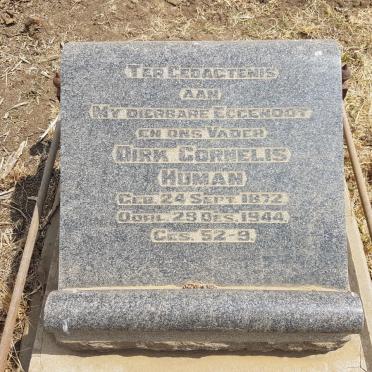 TER GEDAGTENIS
AAN
MY DIERBARE EGGENOOT
EN ONS VADER
DIRK CORNELIS
HUMAN
GEB. 24 SEPT. 1872.
OORL. 29 DES. 1944.
GES. 52-9.